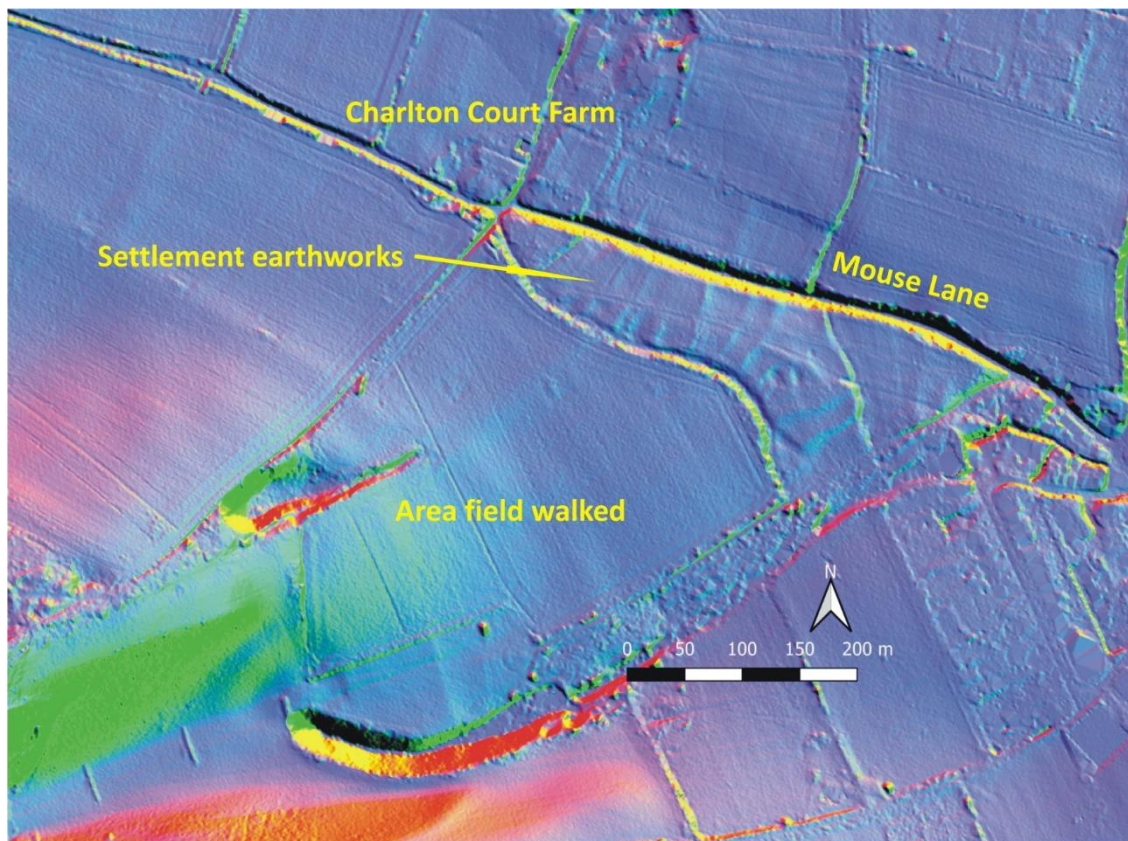 Charlton Court Farm
Settlement earthworks
Mouse Lane
Area field walked
N
0 50 100 150 200 m